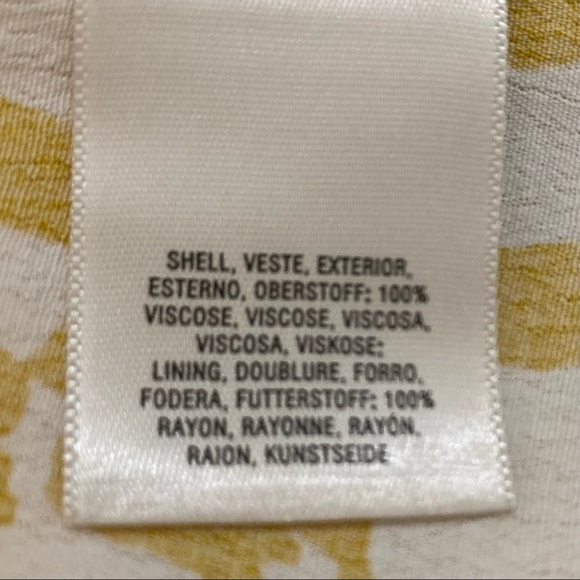 SHELL, VESTE, EXTERIOR,
ESTERNO, OBERSTOFF: 100%
VISCOSE, VISCOSE, VISCOSA,
VISCOSA, VISKOSE;
LINING, DOUBLURE, FORRO,
FODERA, FUTTERSTOFF: 100%
RAYON, RAYONNE, RAYÓN,
RAION, KUNSTSEIDE